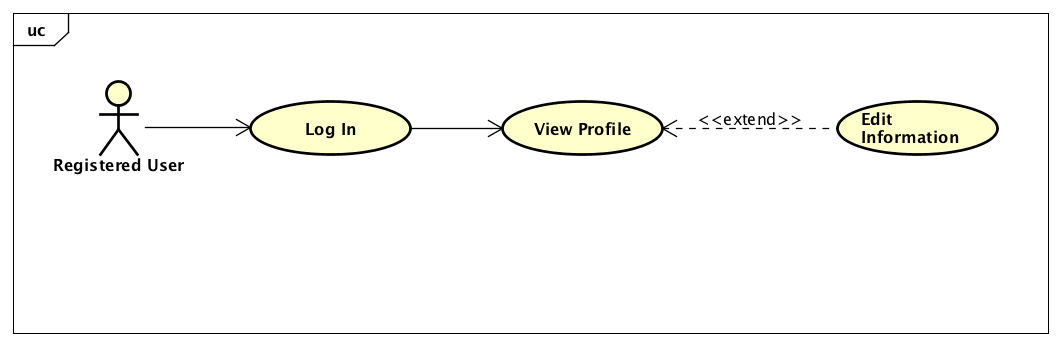 uc
Log In
View Profile
<<extend>>
Edit
Information
Registered User